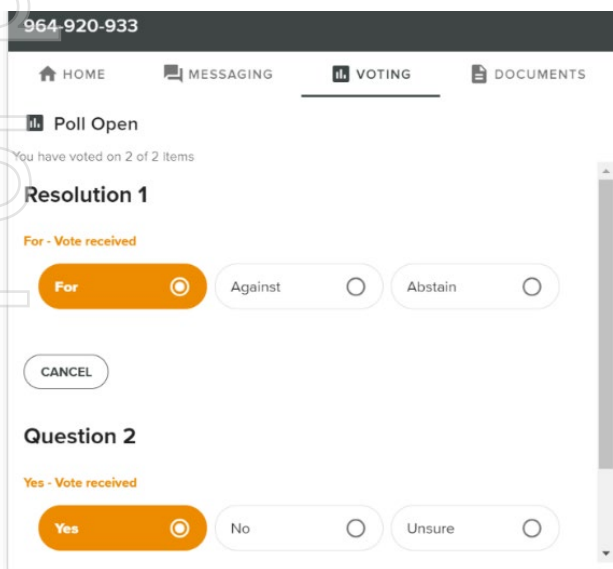 964-920-933
HOME MESSAGING VOTING DOCUMENTS
Poll Open
You have voted on 2 of 2 items
Resolution 1
For - Vote received
For Against Abstain
CANCEL
Question 2
Yes - Vote received
Yes No Unsure